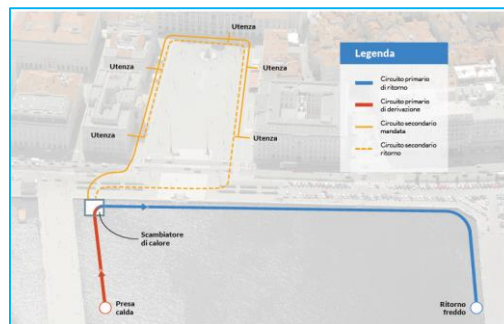 Utenza
Utenza
Utenza
Utenza
Utenza
Legenda
Circuito primario
di ritorno
Circuito primario
di derivazione
Circuito secondario
mandata
Circuito secondario
ritorno
Scambiatore
di calore
Presa
calda
Ritorno
freddo